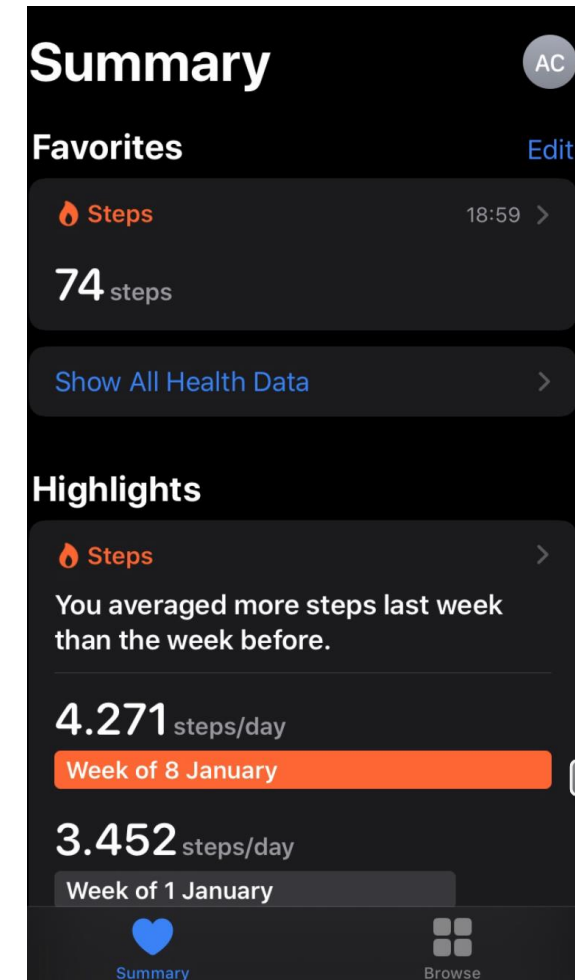 Summary
AC
Favorites
Edit
Steps
18:59
74 steps
Show All Health Data
Highlights
Steps
You averaged more steps last week
than the week before.
4.271 steps/day
Week of 8 January
3.452 steps/day
Week of 1 January
Summary
Browse